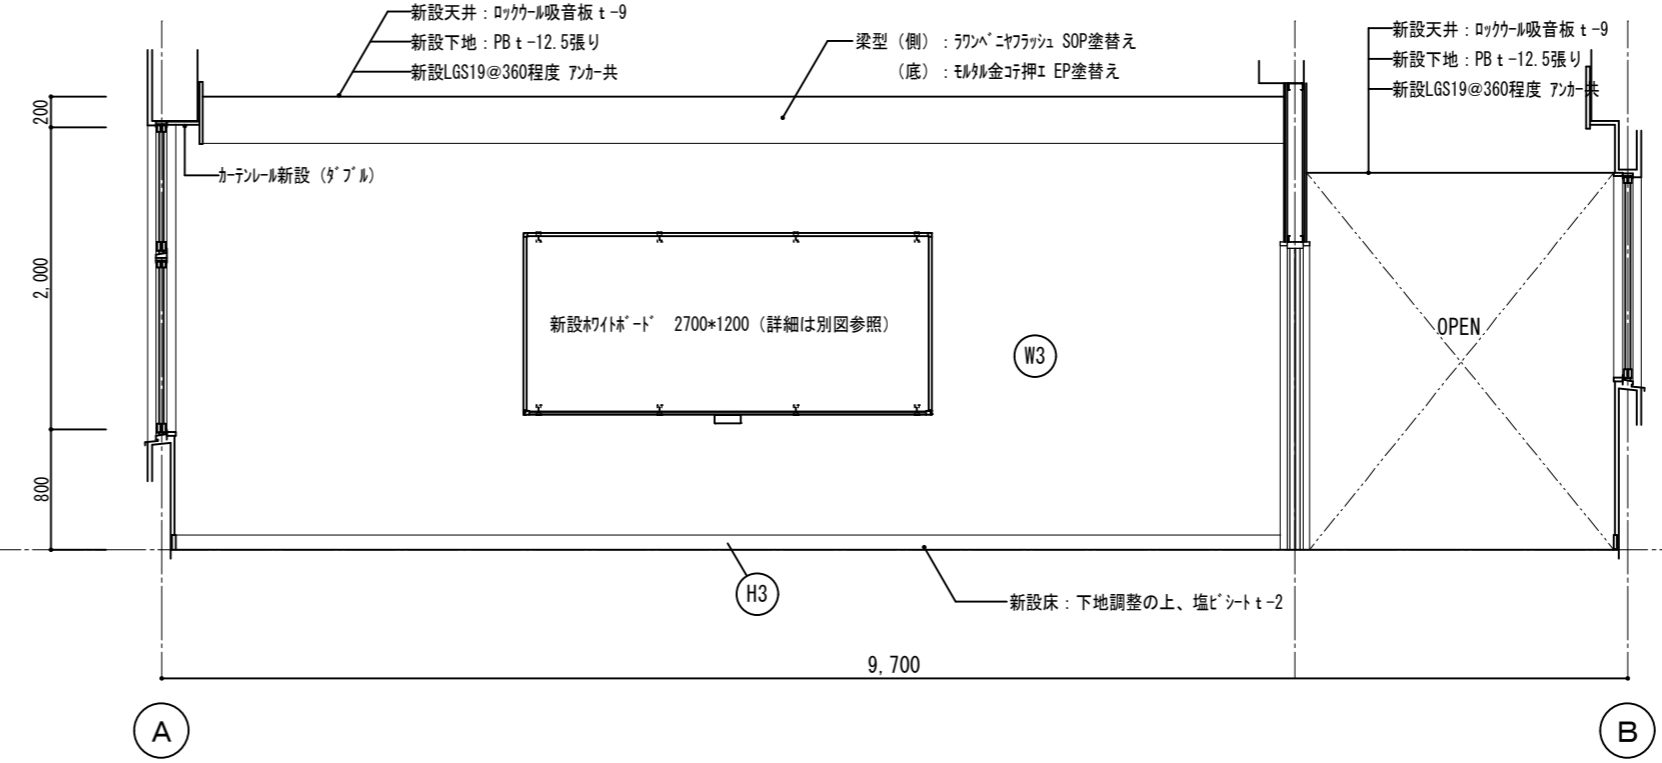 新設天井：ﾛｯｸｳｰﾙ吸音板 t-9
新設下地：PB t-12.5張り
新設LGS19@360程度 ｱﾝｶｰ共
梁型（側）：ﾗﾜﾝﾍﾞﾆﾔﾌﾗｯｼｭ SOP塗替え
（底）：ﾓﾙﾀﾙ金ｺﾃ押ｴ EP塗替え
新設天井：ﾛｯｸｳｰﾙ吸音板 t-9
新設下地：PB t-12.5張り
新設LGS19@360程度 ｱﾝｶｰ共
200
ｶｰﾃﾝﾚｰﾙ新設（ﾀﾞﾌﾞﾙ）
2,000
新設ﾎﾜｲﾄﾎﾞｰﾄﾞ 2700*1200（詳細は別図参照）
OPEN
W3
800
H3
新設床：下地調整の上、塩ﾋﾞｼｰﾄ t-2
9,700
A
B